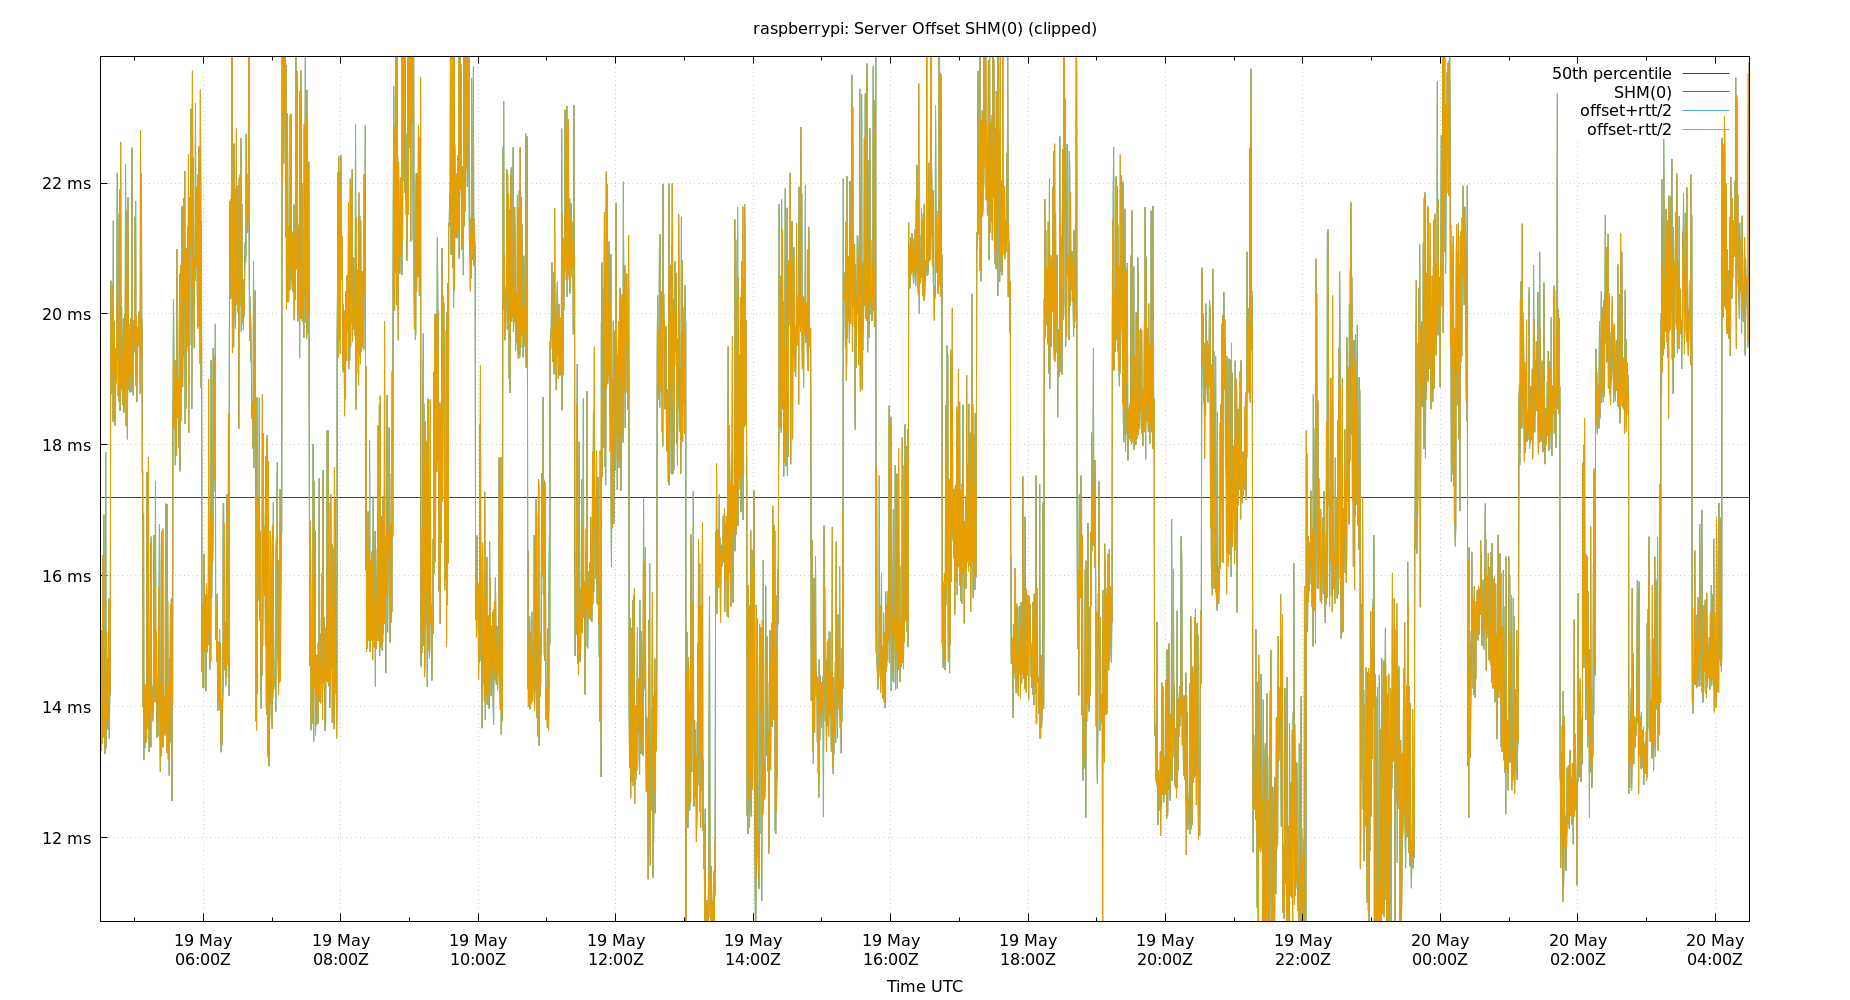 raspberrypi: Server Offset SHM(0) (clipped)
50th percentile
SHM(0)
offset+rtt/2
offset-rtt/2
22 ms
20 ms
18 ms
16 ms
14 ms
12 ms
19 May 19 May 19 May 19 May 19 May 19 May 19 May 19 May 19 May 20 May 20 May 20 May
06:00Z 08:00Z 10:00Z 12:00Z 14:00Z 16:00Z 18:00Z 20:00Z 22:00Z 00:00Z 02:00Z 04:00Z
Time UTC